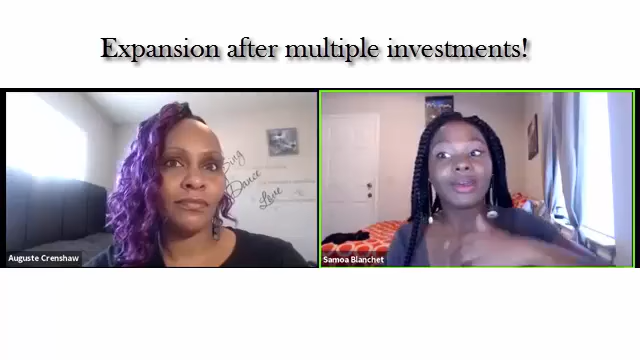 Expansion after multiple investments!
Sing
Dance
Love
Auguste Crenshaw
Samoa Blanchet